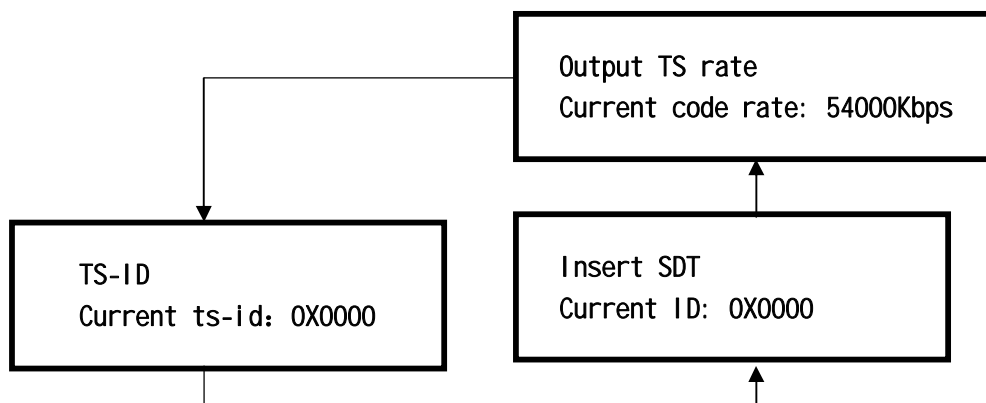 Output TS rate
Current code rate: 54000Kbps
TS-ID
Current ts-id: 0X0000
Insert SDT
Current ID: 0X0000